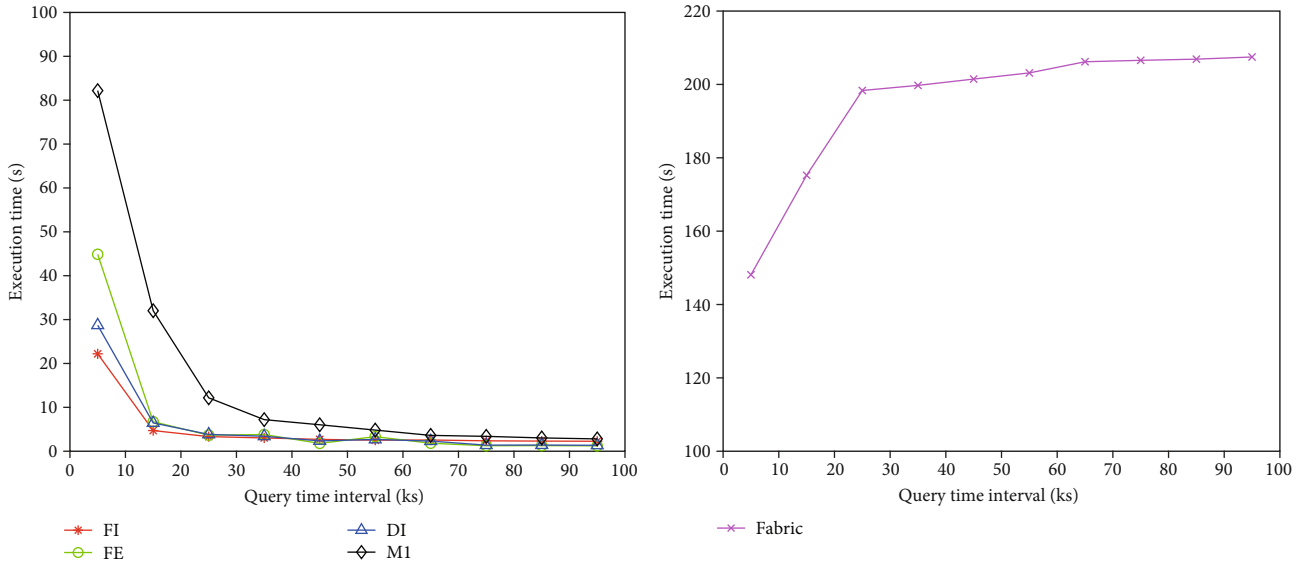 100
90
80
70
60
50
40
30
20
10
0
Execution time (s)
0 10 20 30 40 50 60 70 80 90 100
Query time interval (ks)
FI
FE
DI
M1
220
200
180
160
140
120
100
Execution time (s)
0 10 20 30 40 50 60 70 80 90 100
Query time interval (ks)
Fabric